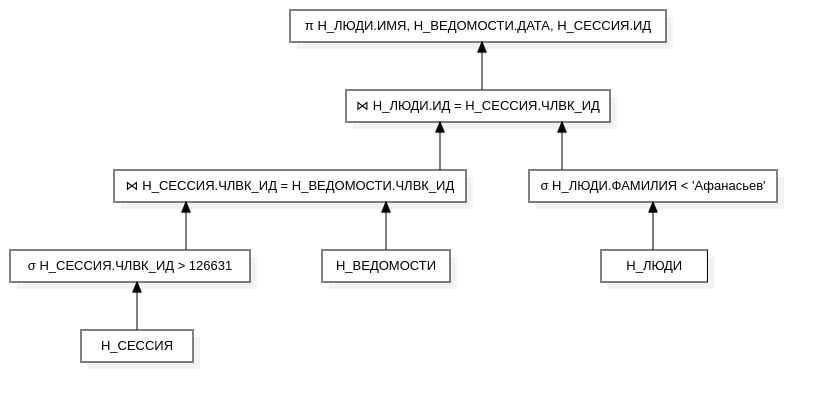 π Н_ЛЮДИ.ИМЯ, Н_ВЕДОМОСТИ.ДАТА, Н_СЕССИЯ.ИД
⋈ Н_ЛЮДИ.ИД = Н_СЕССИЯ.ЧЛВК_ИД
⋈ Н_СЕССИЯ.ЧЛВК_ИД = Н_ВЕДОМОСТИ.ЧЛВК_ИД
σ Н_ЛЮДИ.ФАМИЛИЯ < 'Афанасьев'
σ Н_СЕССИЯ.ЧЛВК_ИД > 126631
Н_ВЕДОМОСТИ
Н_ЛЮДИ
Н_СЕССИЯ